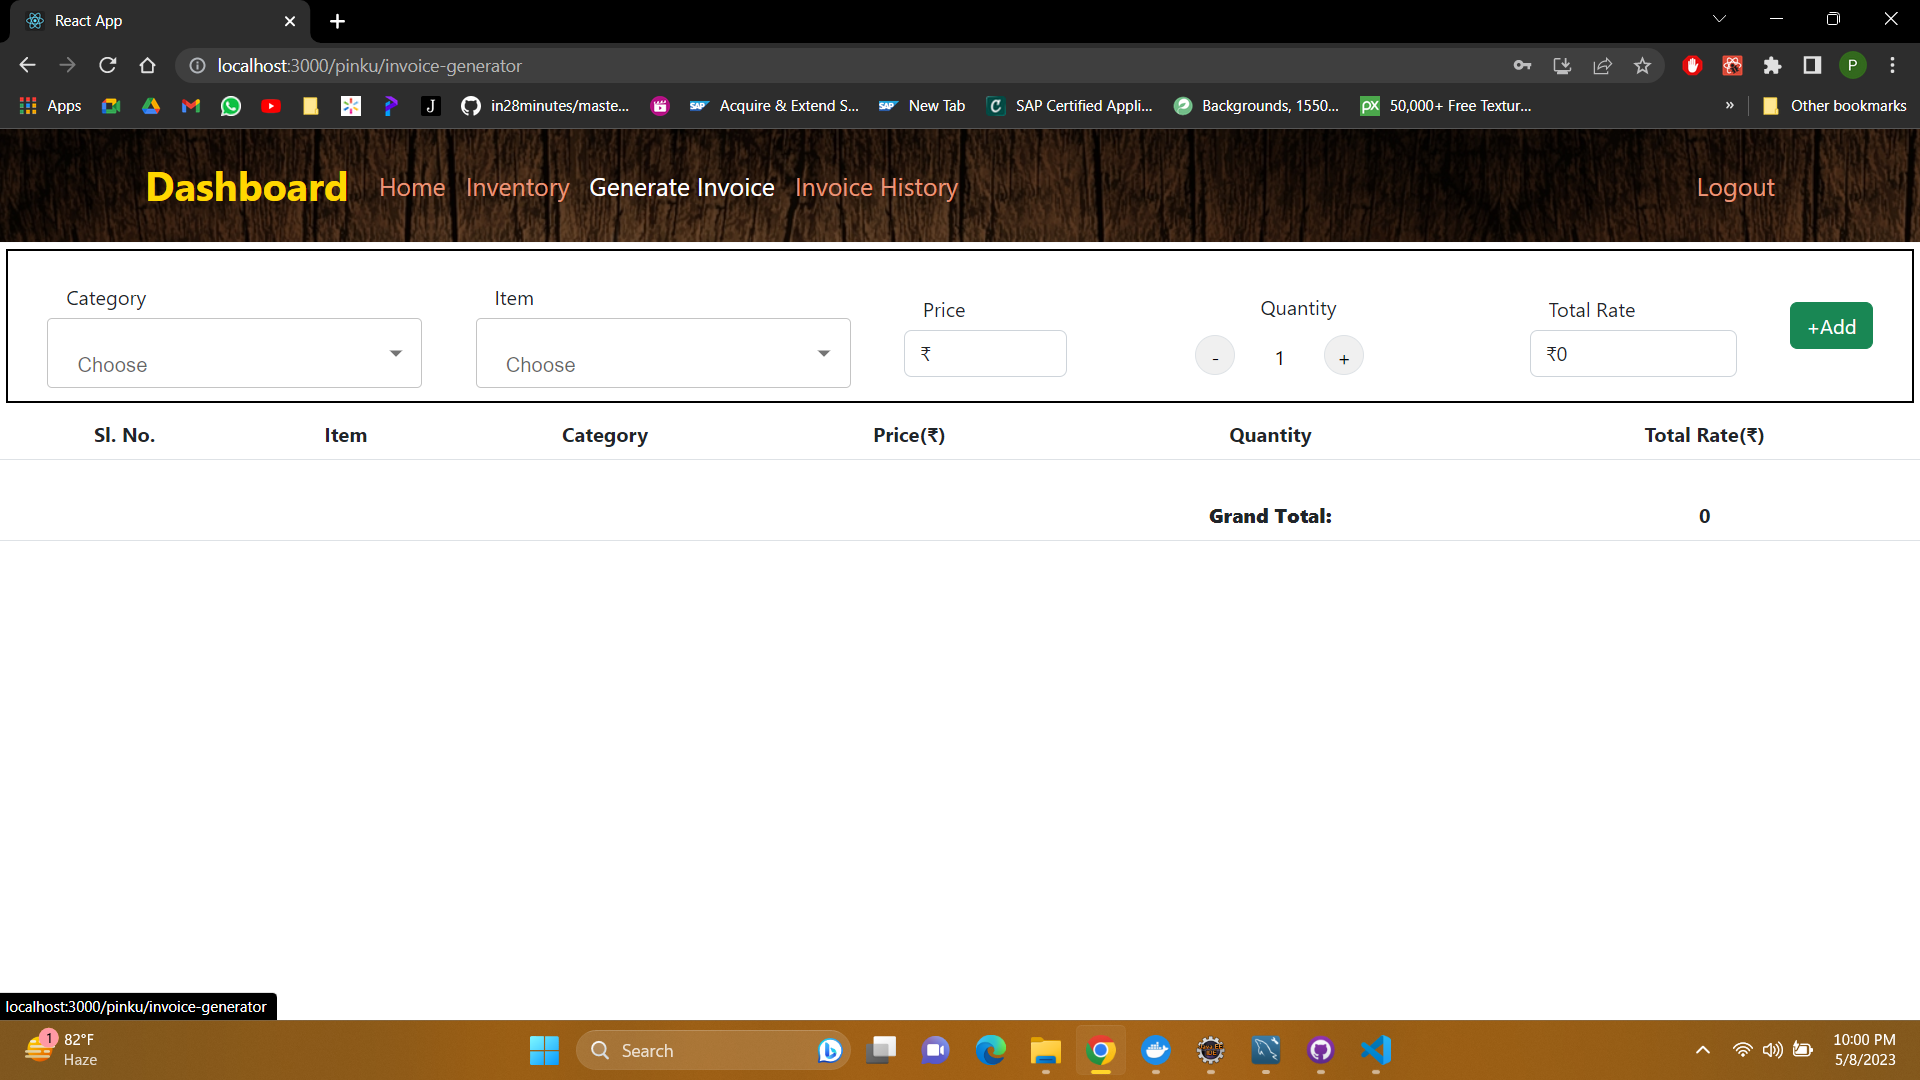 React App
localhost:3000/pinku/invoice-generator
P
Apps
J
in28minutes/maste...
SAP
Acquire & Extend S...
SAP
New Tab
C
SAP Certified Appli...
Backgrounds, 1550...
px
50,000+ Free Textur...
»
Other bookmarks
Dashboard
Home
Inventory
Generate Invoice
Invoice History
Logout
Category
Item
Price
Quantity
Total Rate
+Add
Choose
Choose
₹
-
1
+
₹0
Sl. No.
Item
Category
Price(₹)
Quantity
Total Rate(₹)
Grand Total:
0
localhost:3000/pinku/invoice-generator
1
82°F
Haze
Search
10:00 PM
5/8/2023